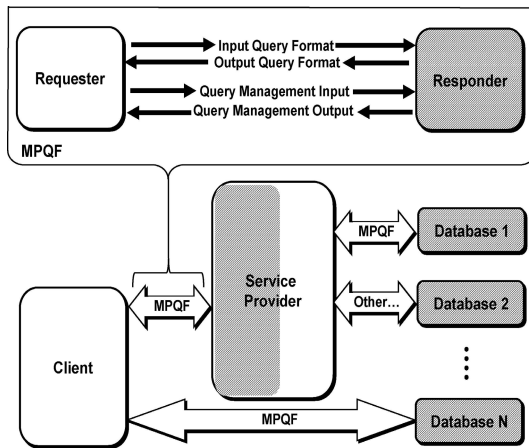 Input Query Format
Output Query Format
Requester
Responder
Query Management Input
Query Management Output
MPQF
MPQF
Database 1
Service
Provider
MPQF
Other...
Database 2
Client
MPQF
Database N